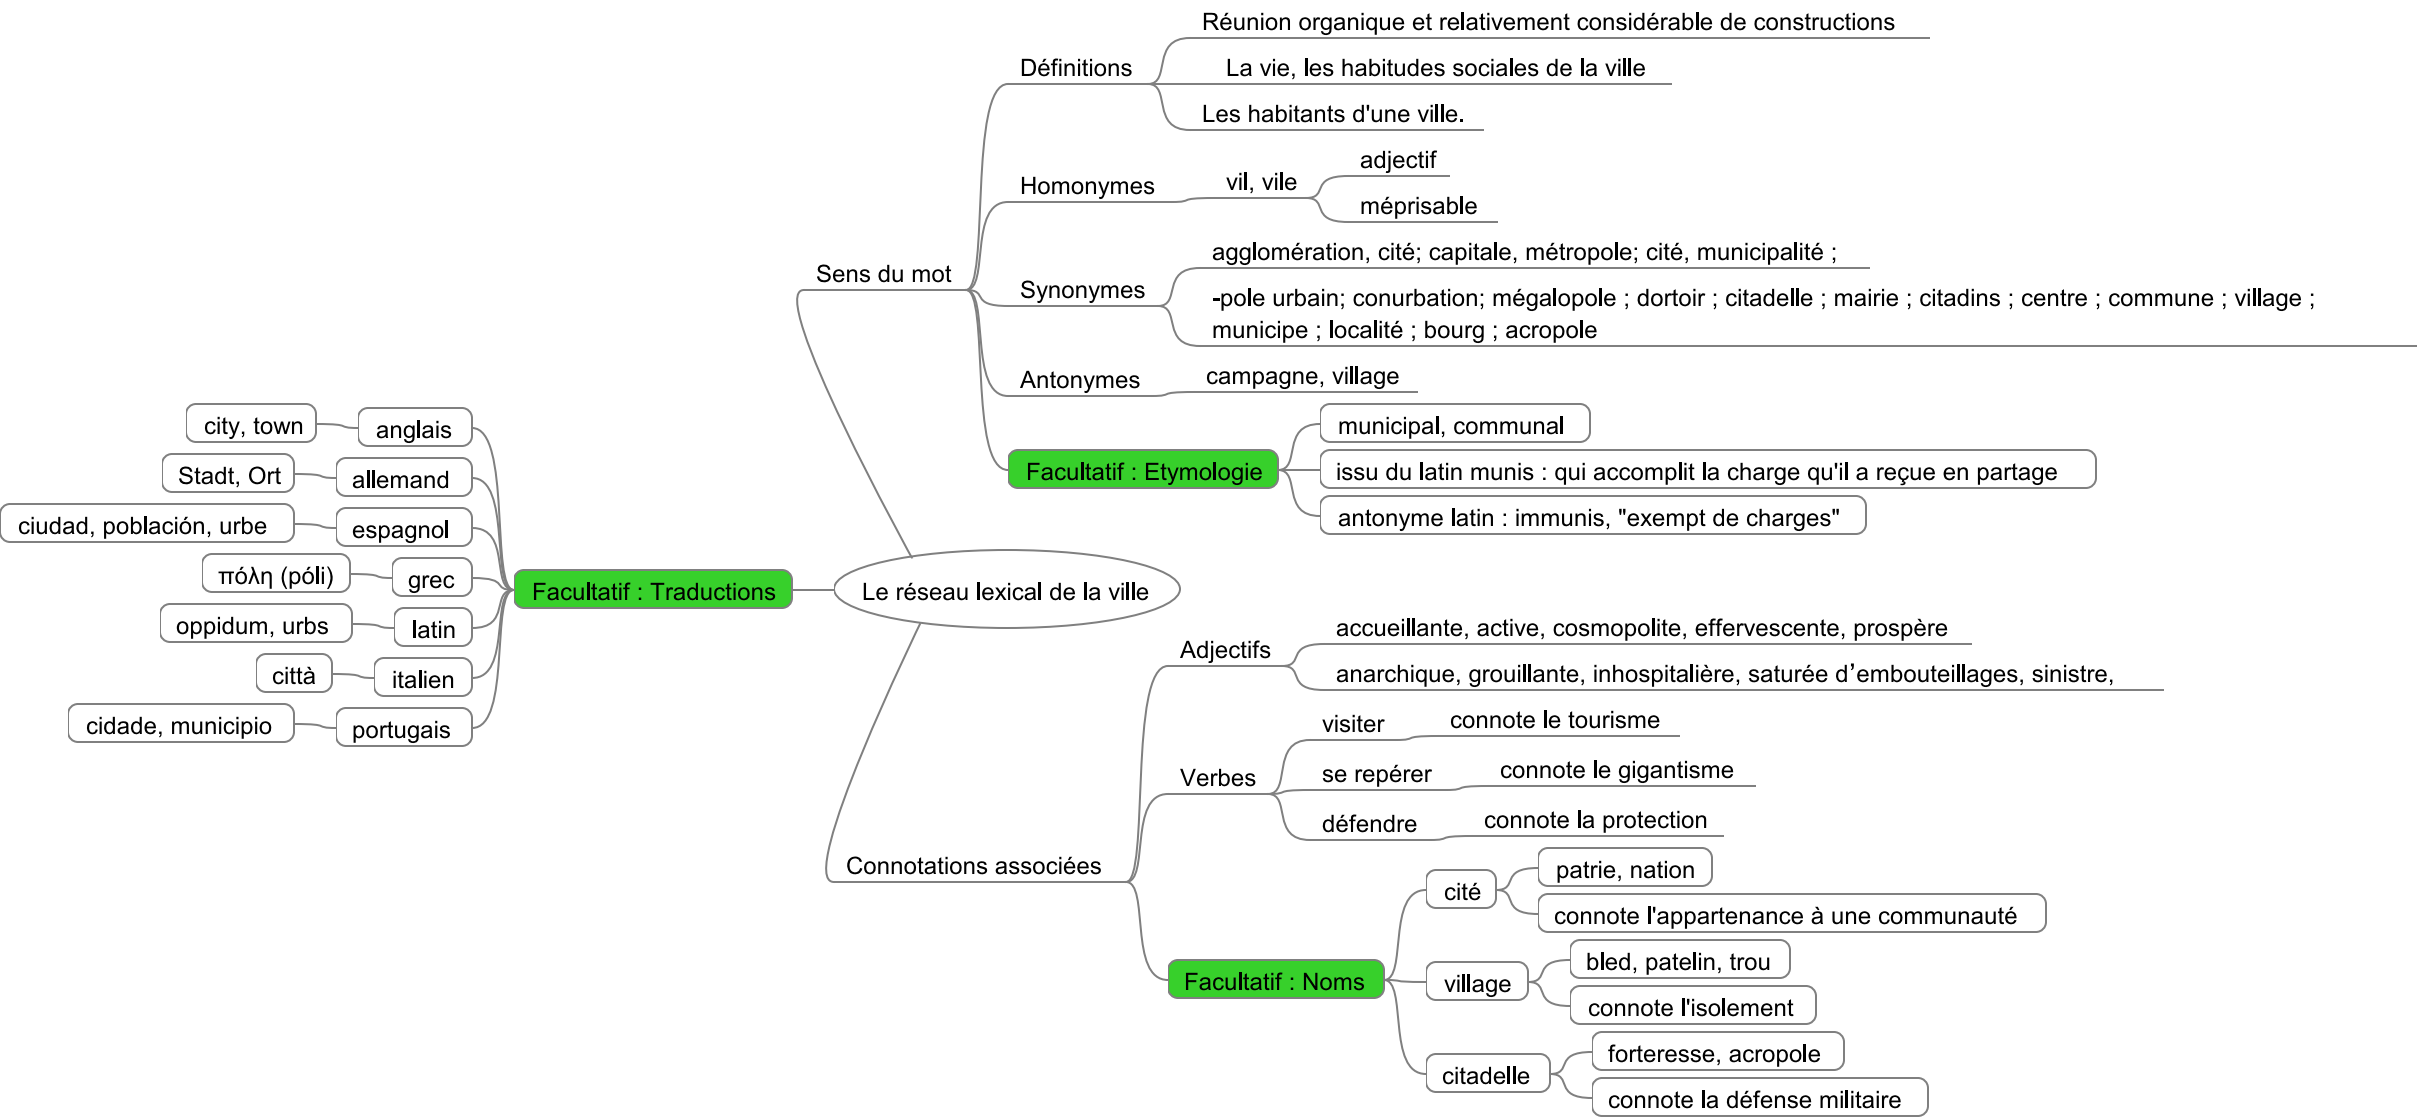 Le réseau lexical de la ville
Sens du mot
Définitions
Réunion organique et relativement considérable de constructions
La vie, les habitudes sociales de la ville
Les habitants d'une ville.
Homonymes
vil, vile
adjectif
méprisable
Synonymes
agglomération, cité; capitale, métropole; cité, municipalité ;
-pole urbain; conurbation; mégalopole ; dortoir ; citadelle ; mairie ; citadins ; centre ; commune ; village ;
municipe ; localité ; bourg ; acropole
Antonymes
campagne, village
Facultatif : Etymologie
municipal, communal
issu du latin munis : qui accomplit la charge qu'il a reçue en partage
antonyme latin : immunis, "exempt de charges"
Connotations associées
Adjectifs
accueillante, active, cosmopolite, effervescente, prospère
anarchique, grouillante, inhospitalière, saturée d’embouteillages, sinistre,
Verbes
visiter
connote le tourisme
se repérer
connote le gigantisme
défendre
connote la protection
Facultatif : Noms
cité
patrie, nation
connote l'appartenance à une communauté
village
bled, patelin, trou
connote l'isolement
citadelle
forteresse, acropole
connote la défense militaire
Facultatif : Traductions
anglais
city, town
allemand
Stadt, Ort
espagnol
ciudad, población, urbe
grec
πόλη (póli)
latin
oppidum, urbs
italien
città
portugais
cidade, municipio